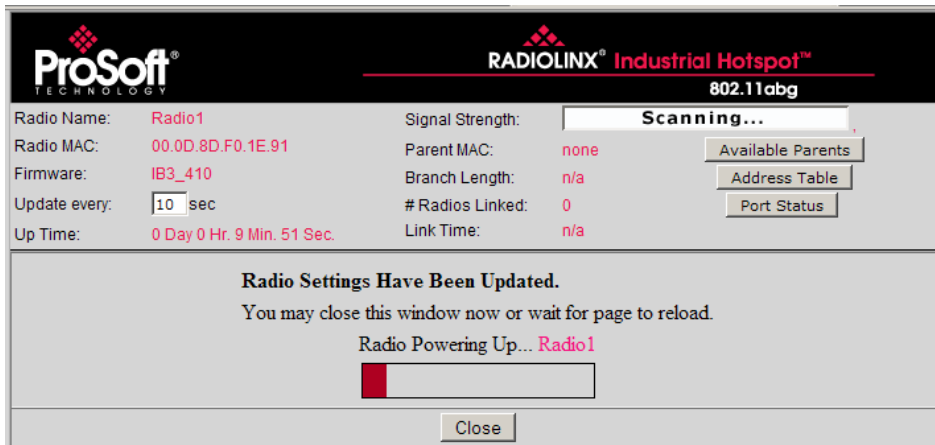 ProSoft®
TECHNOLOGY
RADIOLINX® Industrial Hotspot™
802.11abg
Radio Name: Radio1
Radio MAC: 00.0D.8D.F0.1E.91
Firmware: IB3_410
Update every: 10 sec
Up Time: 0 Day 0 Hr. 9 Min. 51 Sec.
Signal Strength: Scanning... ,
Parent MAC: none Available Parents
Branch Length: n/a Address Table
# Radios Linked: 0 Port Status
Link Time: n/a
Radio Settings Have Been Updated.
You may close this window now or wait for page to reload.
Radio Powering Up... Radio1
Close